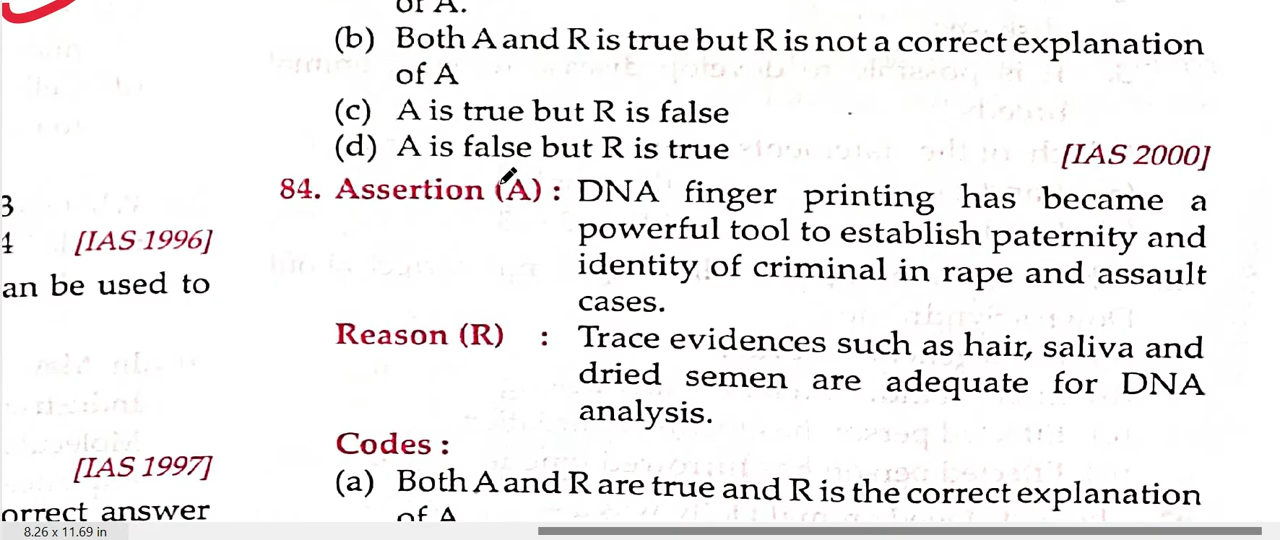 of A.
(b) Both A and R is true but R is not a correct explanation
of A
(c) A is true but R is false
(d) A is false but R is true
[IAS 2000]
3
4 [IAS 1996]
an be used to
[IAS 1997]
orrect answer
84. Assertion (A) : DNA finger printing has became a
powerful tool to establish paternity and
identity of criminal in rape and assault
cases.
Reason (R) : Trace evidences such as hair, saliva and
dried semen are adequate for DNA
analysis.
Codes :
(a) Both A and R are true and R is the correct explanation
of A
8.26 x 11.69 in